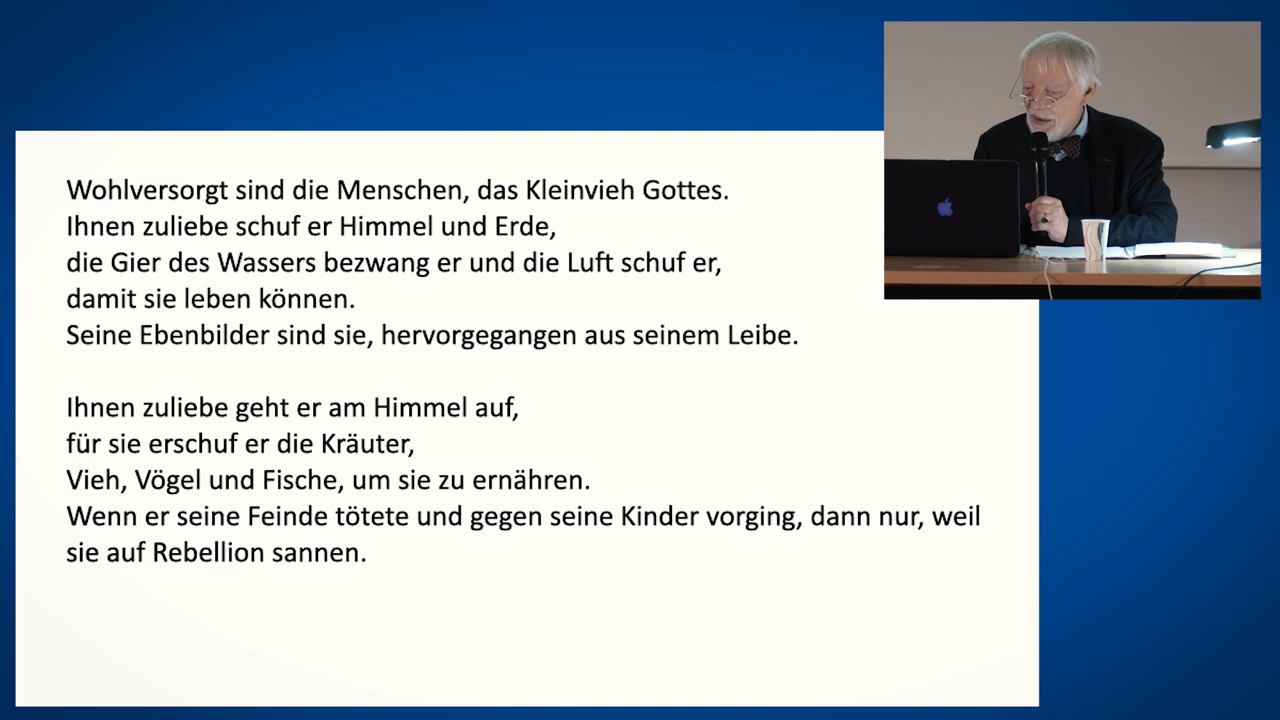 Wohlversorgt sind die Menschen, das Kleinvieh Gottes.
Ihnen zuliebe schuf er Himmel und Erde,
die Gier des Wassers bezwang er und die Luft schuf er,
damit sie leben können.
Seine Ebenbilder sind sie, hervorgegangen aus seinem Leibe.
Ihnen zuliebe geht er am Himmel auf,
für sie erschuf er die Kräuter,
Vieh, Vögel und Fische, um sie zu ernähren.
Wenn er seine Feinde tötete und gegen seine Kinder vorging, dann nur, weil
sie auf Rebellion sannen.